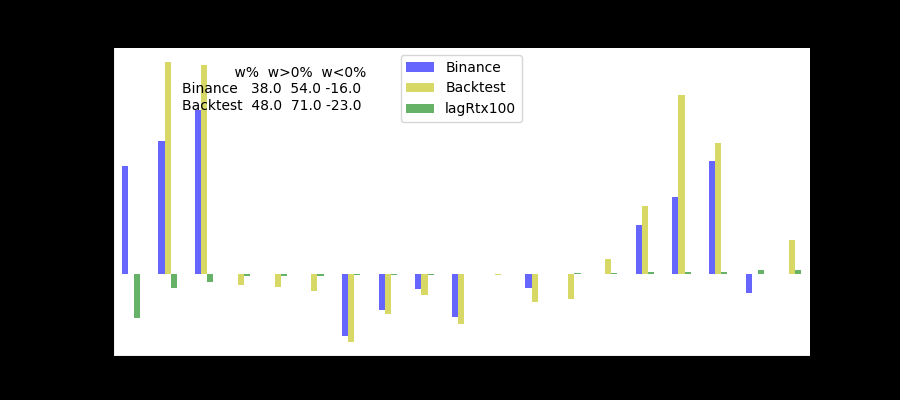 w%  w>0%  w<0%
Binance   38.0  54.0 -16.0
Backtest  48.0  71.0 -23.0
Binance
Backtest
lagRtx100